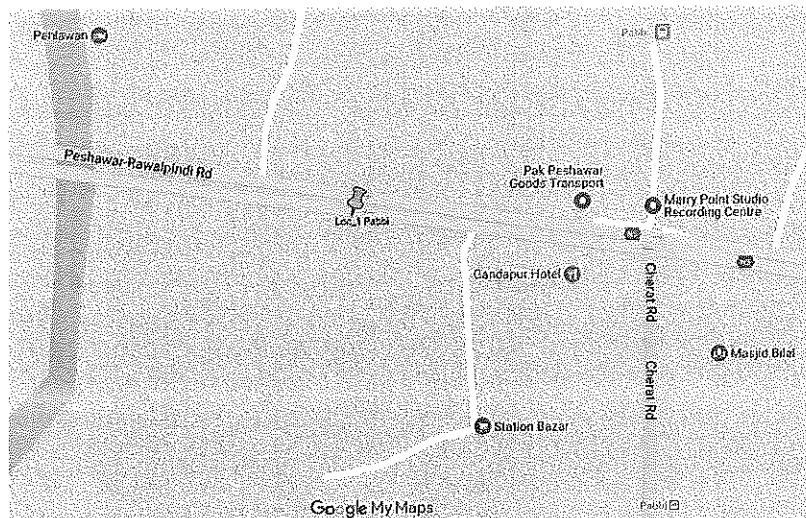 Pabbi
Peshawar-Rawalpindi Rd
Pak Peshawar
Goods Transport
Marry Point Studio
Recording Centre
Loc_1 Pabbi
Gandapur Hotel
Cherat Rd
Masjid Bilal
Cherat Rd
Station Bazar
Google My Maps
Pabbi